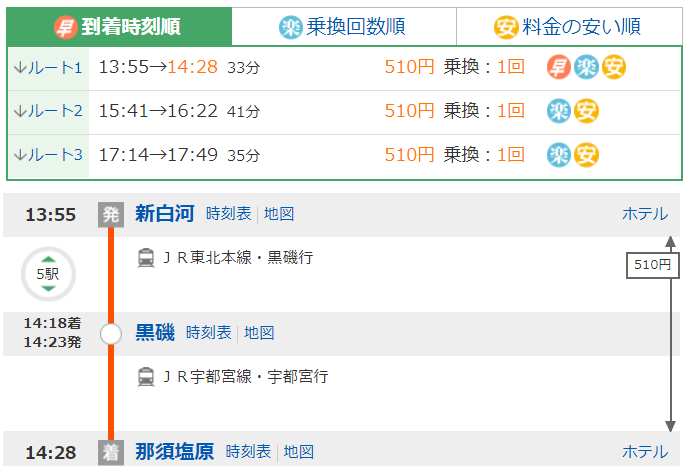 早 到着時刻順 楽 乗換回数順 安 料金の安い順
↓ルート1 13:55→14:28 33分 510円 乗換：1回 早 楽 安
↓ルート2 15:41→16:22 41分 510円 乗換：1回 楽 安
↓ルート3 17:14→17:49 35分 510円 乗換：1回 楽 安
13:55 発 新白河 時刻表 地図 ホテル
ＪＲ東北本線・黒磯行
510円
5駅
14:18着
14:23発
黒磯 時刻表 地図
ＪＲ宇都宮線・宇都宮行
14:28 着 那須塩原 時刻表 地図 ホテル